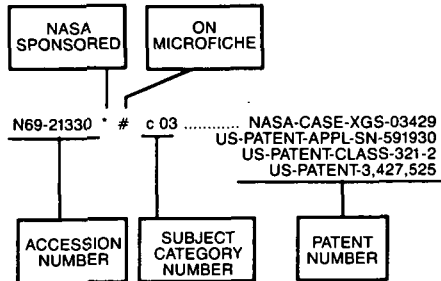 NASA
SPONSORED
ON
MICROFICHE
N69-21330 * # c 03 .......... NASA-CASE-XGS-03429
US-PATENT-APPL-SN-591930
US-PATENT-CLASS-321-2
US-PATENT-3,427,525
ACCESSION
NUMBER
SUBJECT
CATEGORY
NUMBER
PATENT
NUMBER